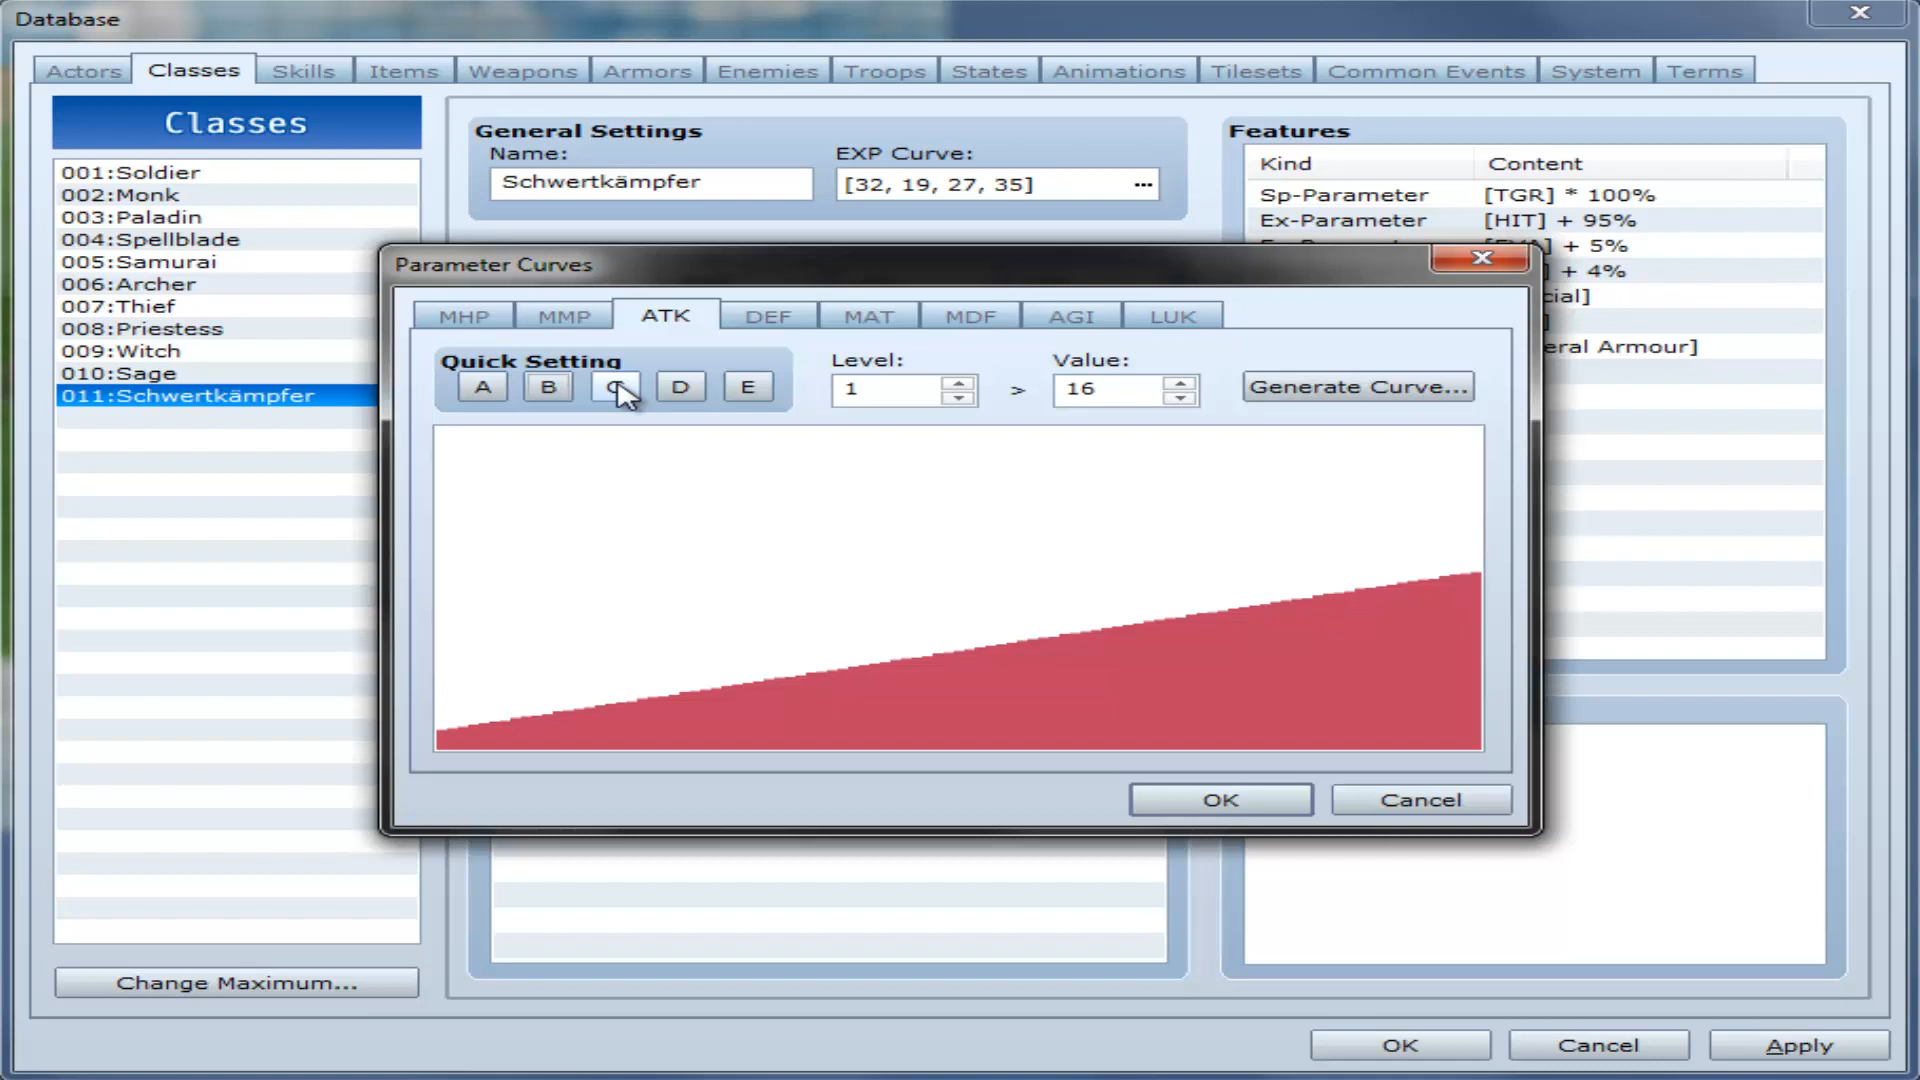 Database
Actors Classes Skills Items Weapons Armors Enemies Troops States Animations Tilesets Common Events System Terms
Classes
001:Soldier
002:Monk
003:Paladin
004:Spellblade
005:Samurai
006:Archer
007:Thief
008:Priestess
009:Witch
010:Sage
011:Schwertkämpfer
Change Maximum...
General Settings
Name:
Schwertkämpfer
EXP Curve:
[32, 19, 27, 35] ...
Features
Kind Content
Sp-Parameter [TGR] * 100%
Ex-Parameter [HIT] + 95%
] + 5%
] + 4%
cial]
]
eral Armour]
Parameter Curves
MHP MMP ATK DEF MAT MDF AGI LUK
Quick Setting
A B C D E
Level:
1
>
Value:
16
Generate Curve...
OK Cancel
OK Cancel Apply